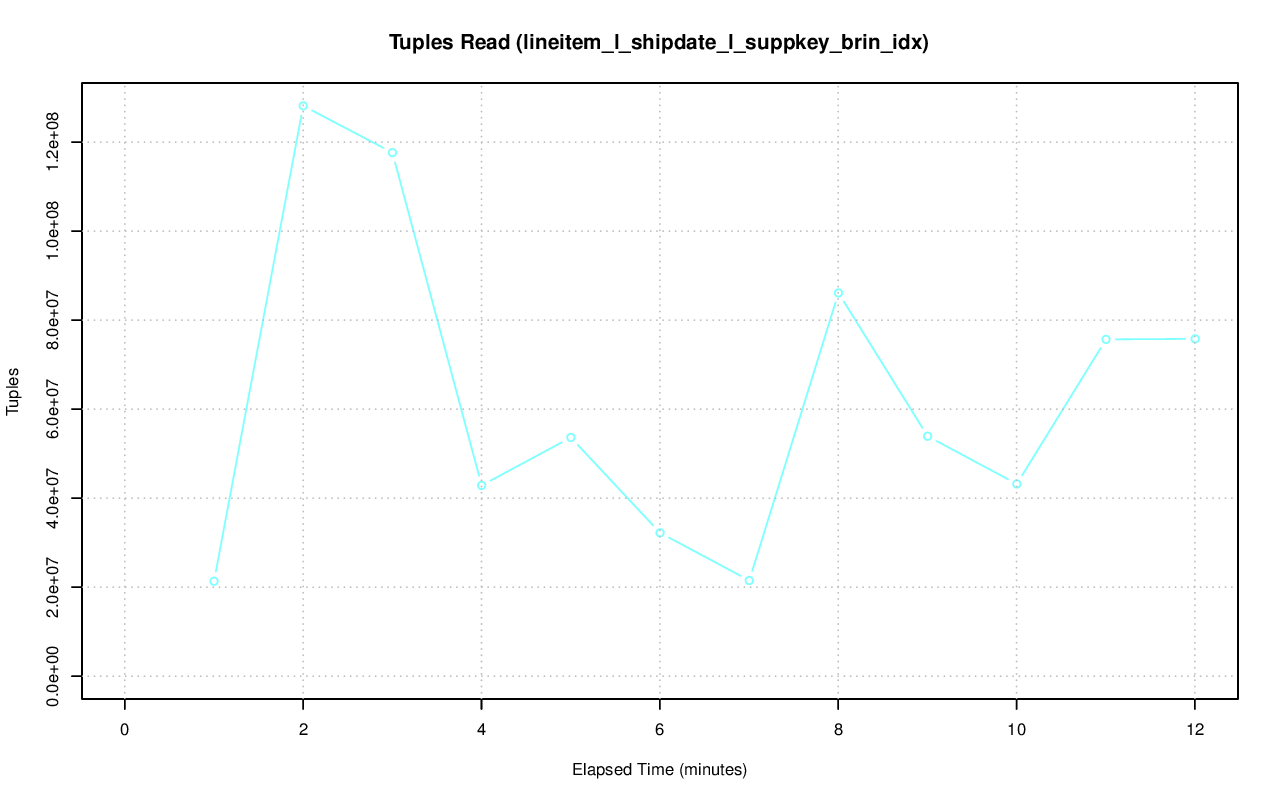 Tuples Read (lineitem_l_shipdate_l_suppkey_brin_idx)
Tuples
1.2e+08
1.0e+08
8.0e+07
6.0e+07
4.0e+07
2.0e+07
0.0e+00
0 2 4 6 8 10 12
Elapsed Time (minutes)